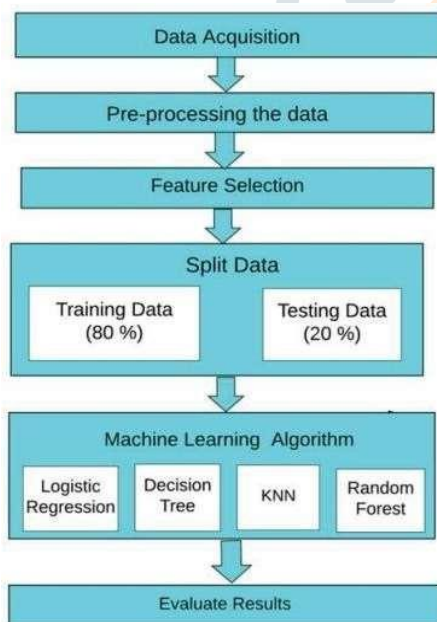 Data Acquisition
Pre-processing the data
Feature Selection
Split Data
Training Data
(80 %)
Testing Data
(20 %)
Machine Learning Algorithm
Logistic
Regression
Decision
Tree
KNN
Random
Forest
Evaluate Results